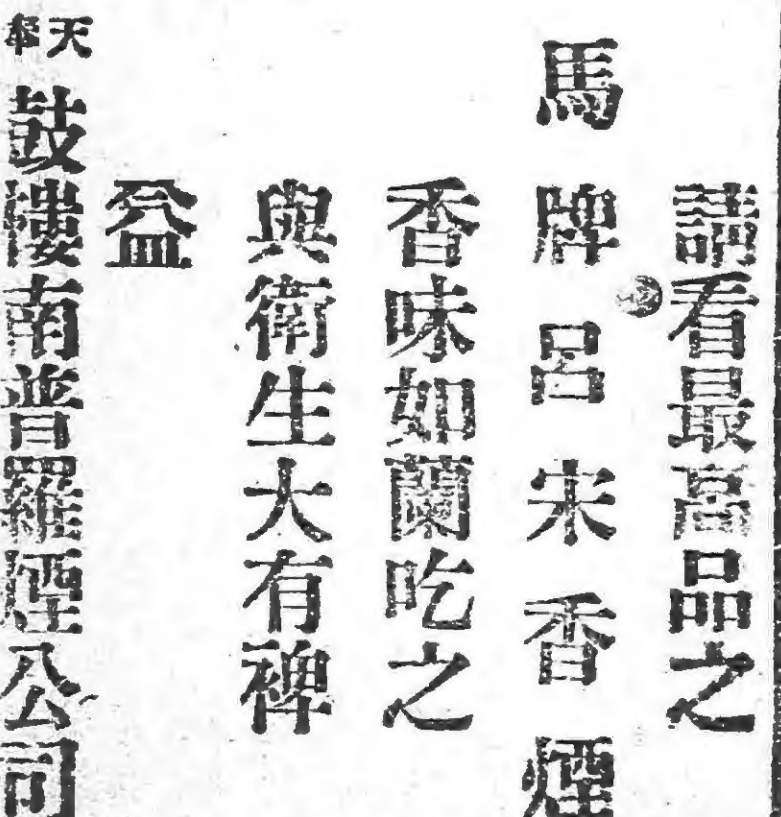 請看最高品之
馬牌呂宋香煙
香味如蘭吃之
與衛生大有裨
益
奉天
鼓樓南普羅煙公司